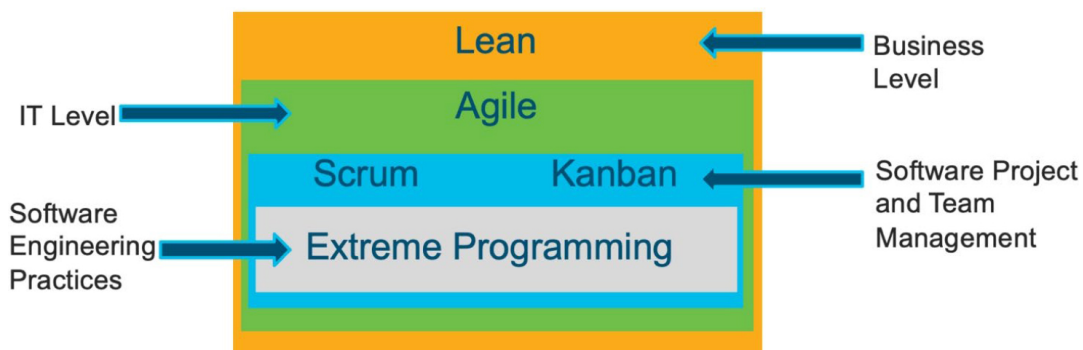 Lean
Business
Level
IT Level
Agile
Scrum Kanban
Software Project
and Team
Management
Software
Engineering
Practices
Extreme Programming